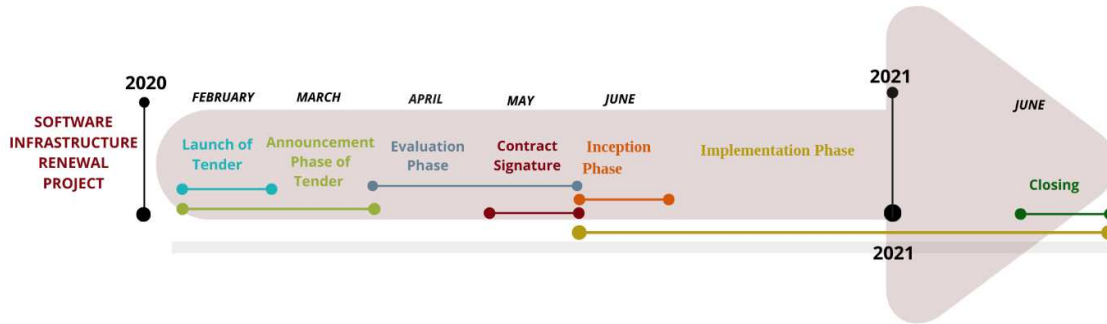 2020
SOFTWARE
INFRASTRUCTURE
RENEWAL
PROJECT
FEBRUARY
MARCH
APRIL
MAY
JUNE
2021
JUNE
Launch of
Tender
Announcement
Phase of
Tender
Evaluation
Phase
Contract
Signature
Inception
Phase
Implementation Phase
Closing
2021